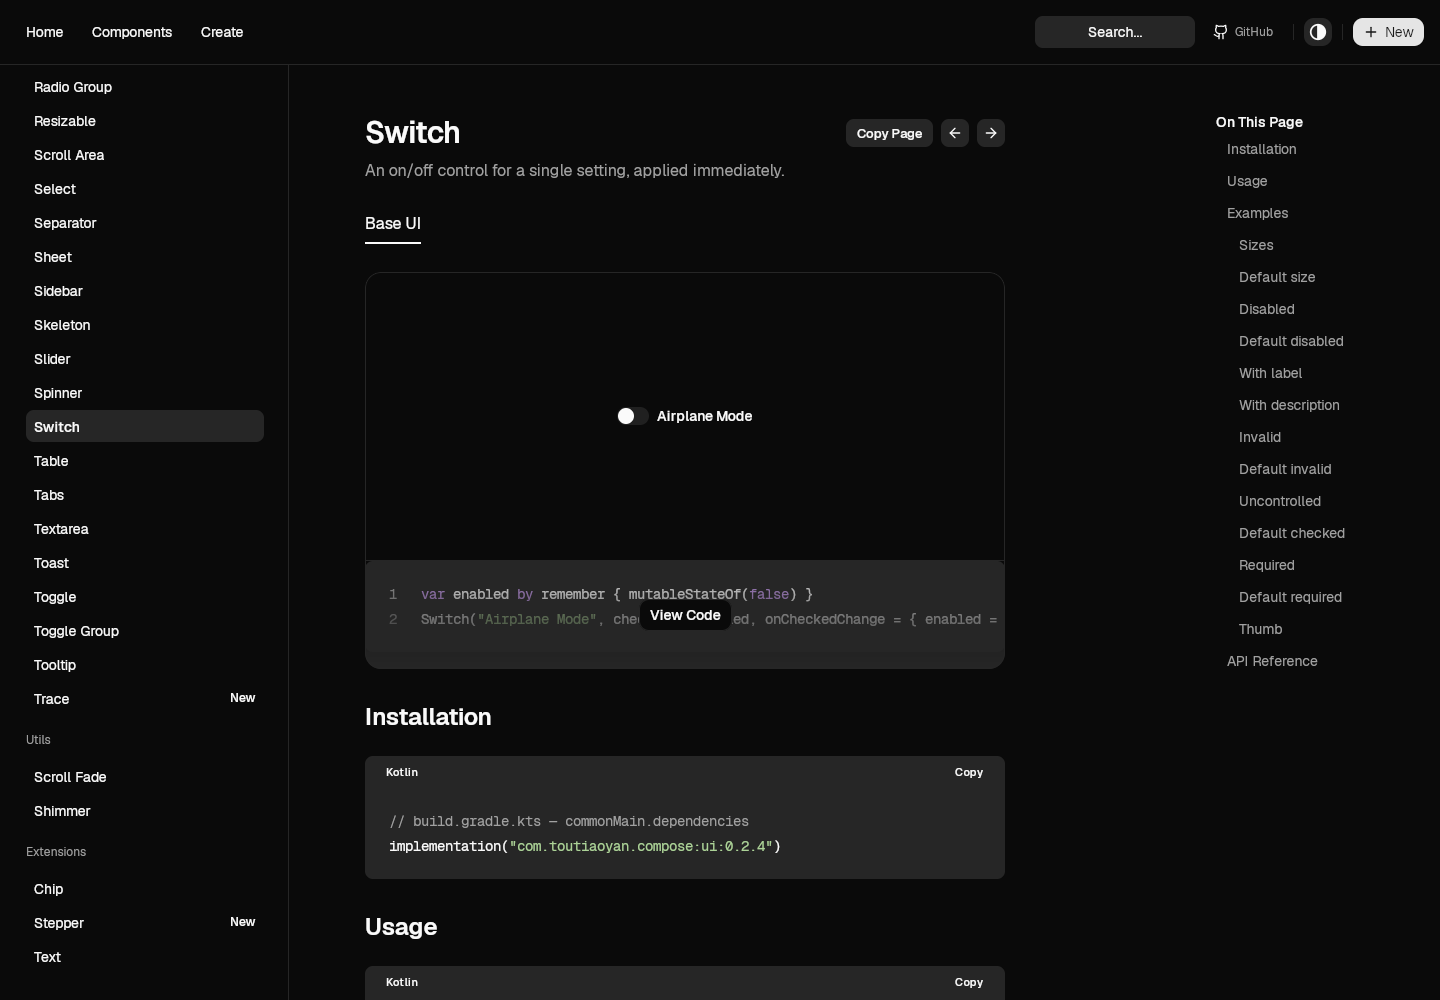 Home
Components
Create
Search...
GitHub
New
Radio Group
Resizable
Scroll Area
Select
Separator
Sheet
Sidebar
Skeleton
Slider
Spinner
Switch
Table
Tabs
Textarea
Toast
Toggle
Toggle Group
Tooltip
Trace New
Utils
Scroll Fade
Shimmer
Extensions
Chip
Stepper New
Text
Switch
Copy Page
An on/off control for a single setting, applied immediately.
Base UI
Airplane Mode
1 var enabled by remember { mutableStateOf(false) }
2 Switch("Airplane Mode", onCheckedChange = { enabled =
View Code
Installation
Kotlin Copy
// build.gradle.kts — commonMain.dependencies
implementation("com.toutiaoyan.compose:ui:0.2.4")
Usage
Kotlin Copy
On This Page
Installation
Usage
Examples
Sizes
Default size
Disabled
Default disabled
With label
With description
Invalid
Default invalid
Uncontrolled
Default checked
Required
Default required
Thumb
API Reference